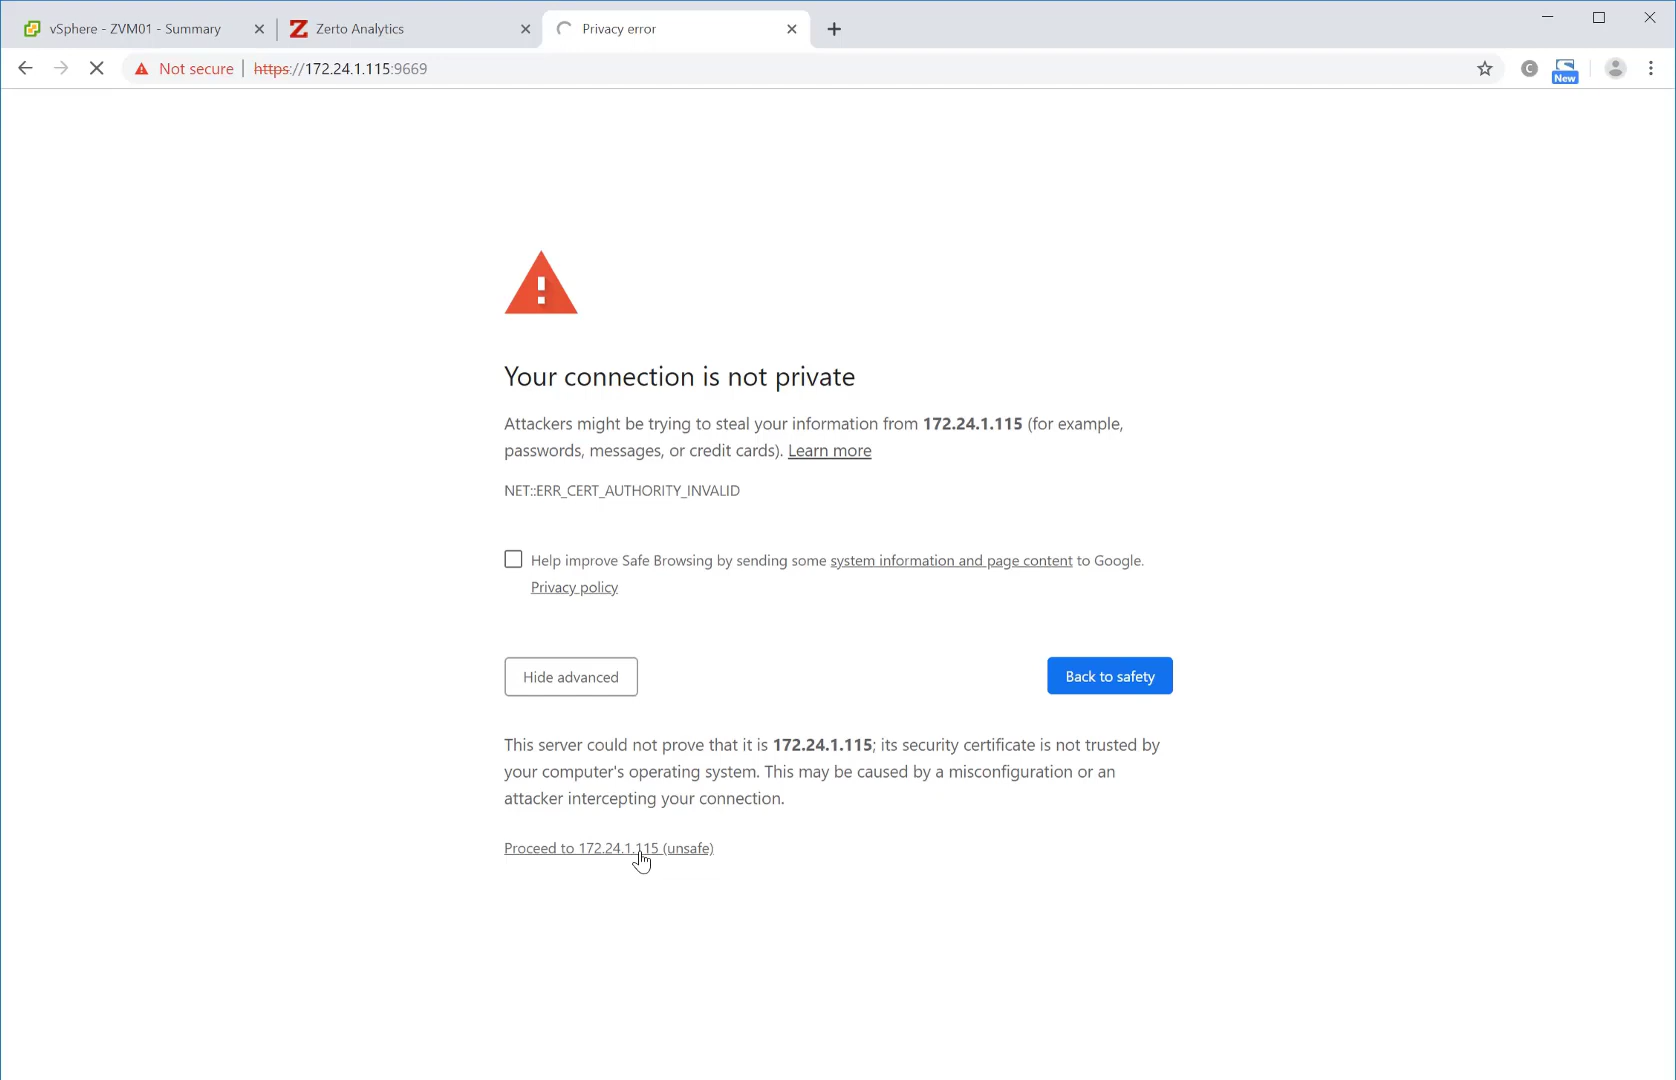 vSphere - ZVM01 - Summary
Zerto Analytics
Privacy error
Not secure | https://172.24.1.115:9669
C
New
Your connection is not private
Attackers might be trying to steal your information from 172.24.1.115 (for example,
passwords, messages, or credit cards). Learn more
NET::ERR_CERT_AUTHORITY_INVALID
Help improve Safe Browsing by sending some system information and page content to Google.
Privacy policy
Hide advanced
Back to safety
This server could not prove that it is 172.24.1.115; its security certificate is not trusted by
your computer's operating system. This may be caused by a misconfiguration or an
attacker intercepting your connection.
Proceed to 172.24.1.115 (unsafe)